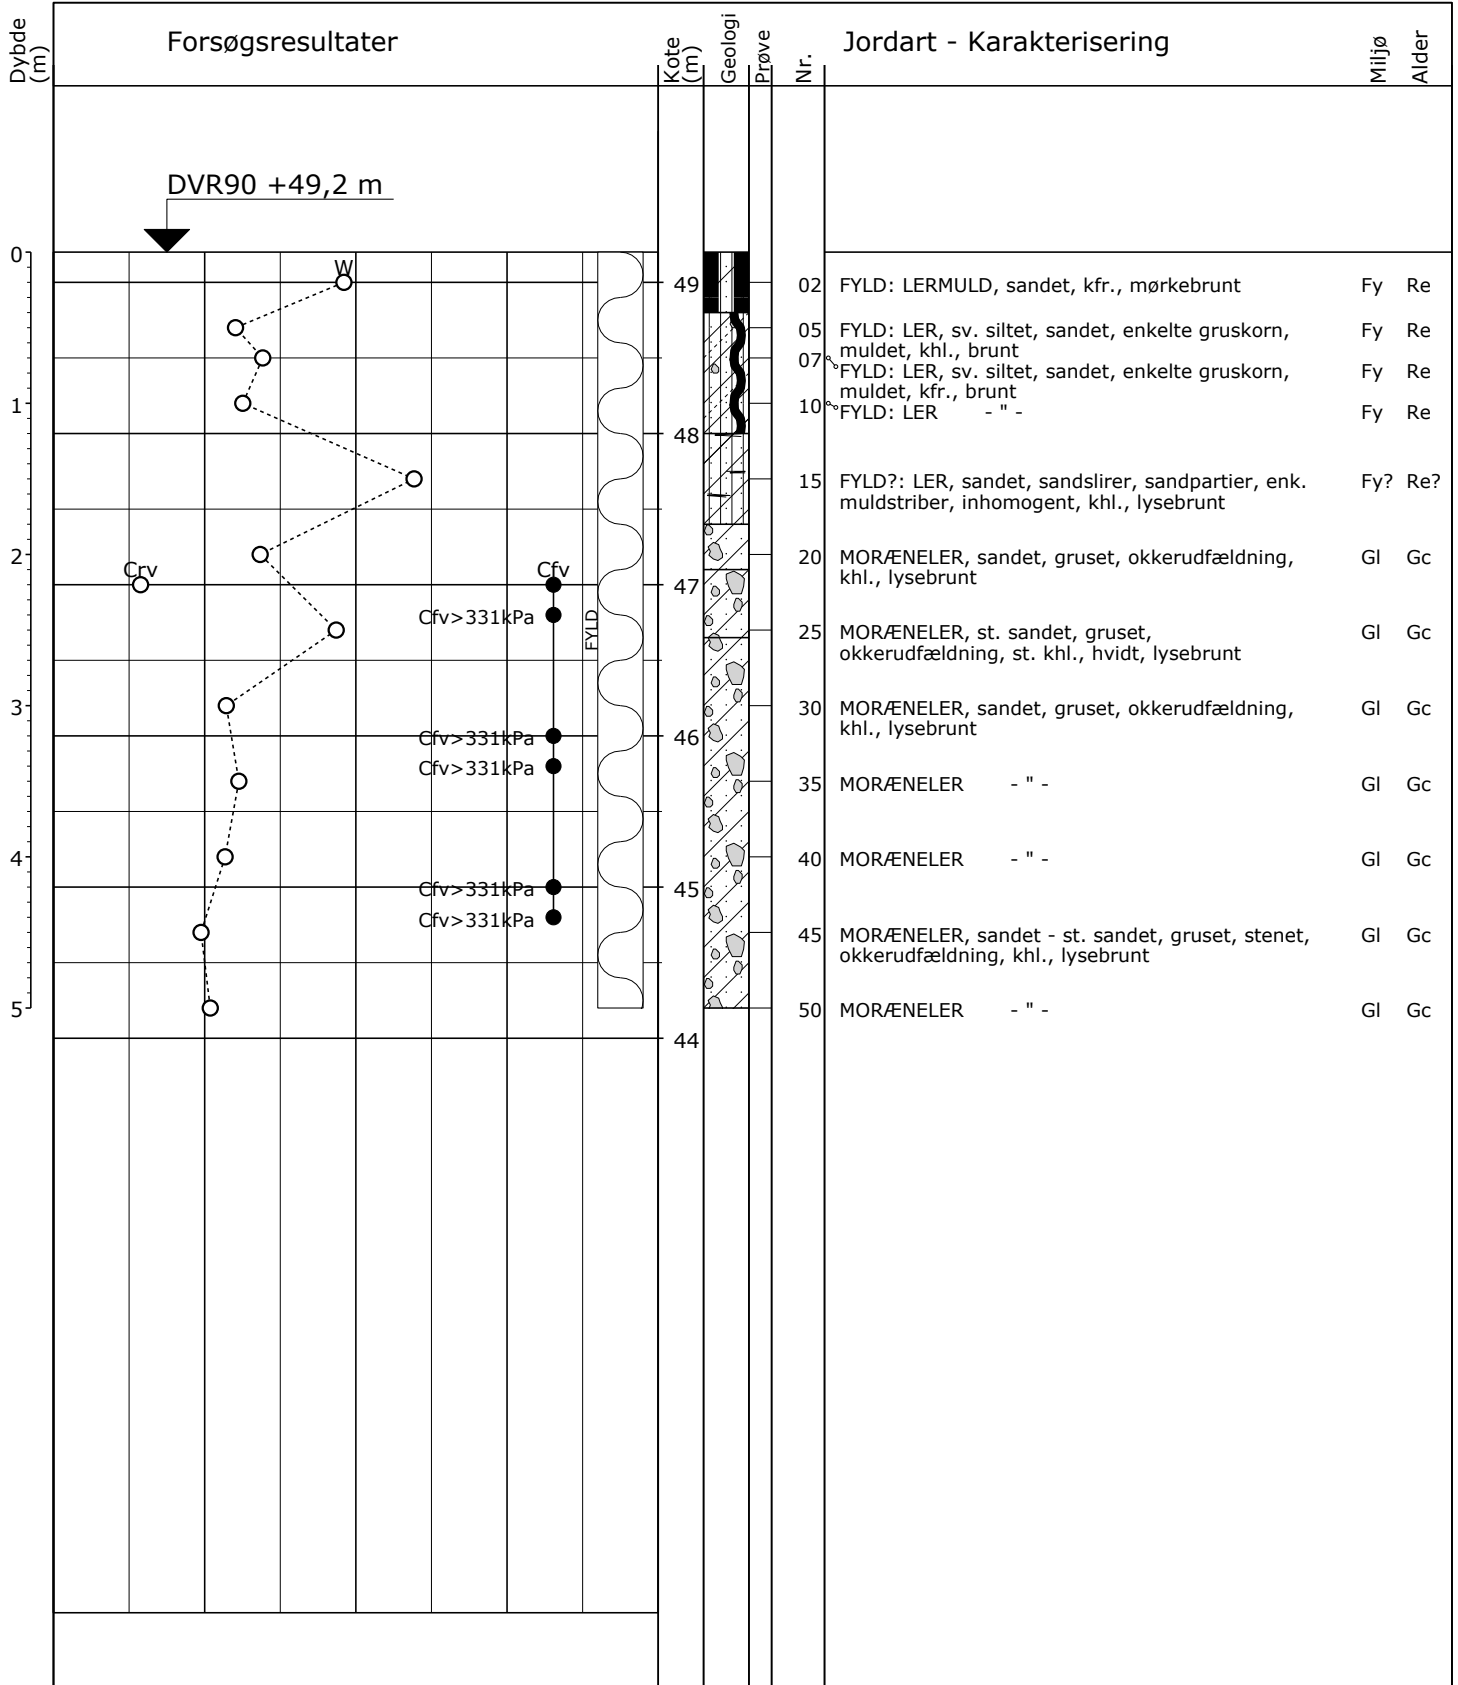 Dybde (m)
Forsøgsresultater
Kote (m)
Geologi
Prøve
Nr.
Jordart - Karakterisering
Miljø
Alder
DVR90 +49,2 m
0
W
49
02 FYLD: LERMULD, sandet, kfr., mørkebrunt Fy Re
05 FYLD: LER, sv. siltet, sandet, enkelte gruskorn, Fy Re
muldet, khl., brunt
07 FYLD: LER, sv. siltet, sandet, enkelte gruskorn, Fy Re
muldet, kfr., brunt
1
10 FYLD: LER - " - Fy Re
48
15 FYLD?: LER, sandet, sandslirer, sandpartier, enk. Fy? Re?
muldstriber, inhomogent, khl., lysebrunt
2
20 MORÆNELER, sandet, gruset, okkerudfældning, Gl Gc
khl., lysebrunt
Crv
Cfv
47
Cfv>331kPa
FYLD
25 MORÆNELER, st. sandet, gruset, Gl Gc
okkerudfældning, st. khl., hvidt, lysebrunt
3
30 MORÆNELER, sandet, gruset, okkerudfældning, Gl Gc
khl., lysebrunt
Cfv>331kPa
46
Cfv>331kPa
35 MORÆNELER - " - Gl Gc
4
40 MORÆNELER - " - Gl Gc
Cfv>331kPa
45
Cfv>331kPa
45 MORÆNELER, sandet - st. sandet, gruset, stenet, Gl Gc
okkerudfældning, khl., lysebrunt
5
50 MORÆNELER - " - Gl Gc
44